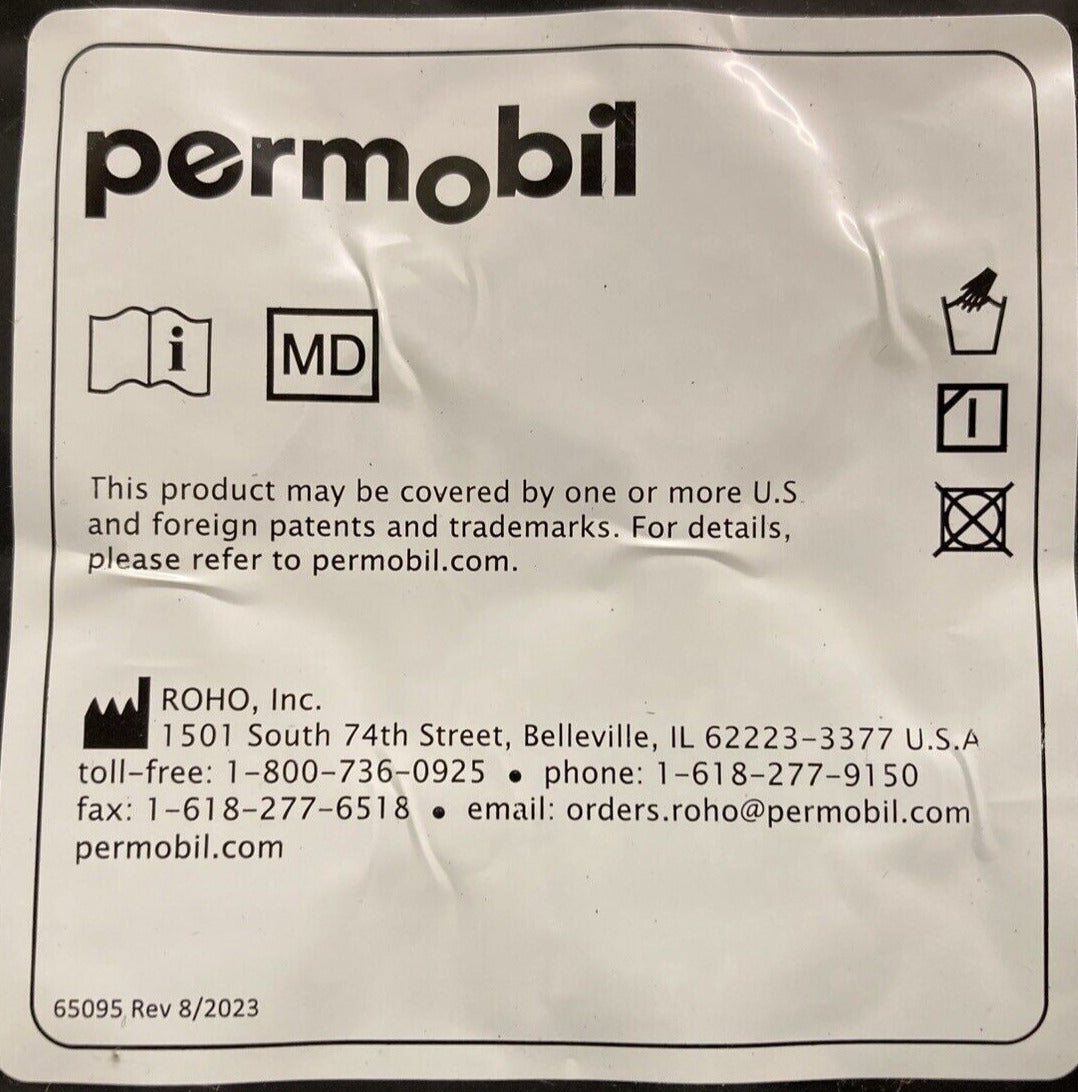 permobil
i
MD
This product may be covered by one or more U.S.
and foreign patents and trademarks. For details,
please refer to permobil.com.
ROHO, Inc.
1501 South 74th Street, Belleville, IL 62223-3377 U.S.A
toll-free: 1-800-736-0925 • phone: 1-618-277-9150
fax: 1-618-277-6518 • email: orders.roho@permobil.com
permobil.com
65095 Rev 8/2023